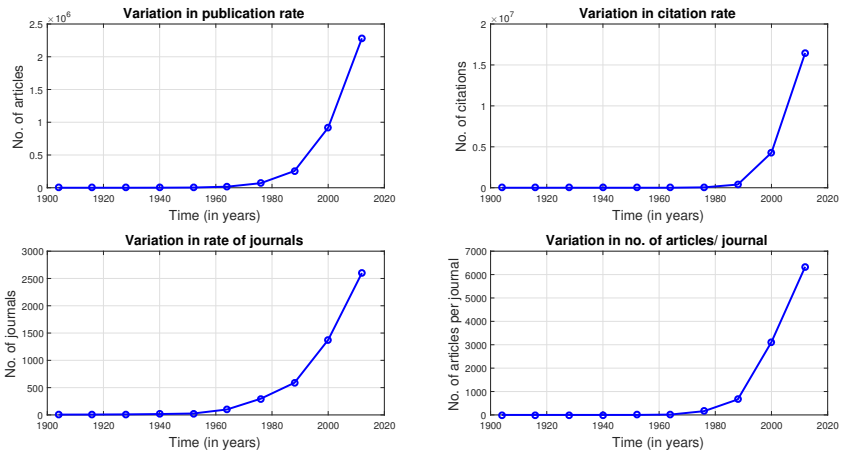 Variation in publication rate
×10^6
2.5
2
1.5
1
0.5
0
No. of articles
1900 1920 1940 1960 1980 2000 2020
Time (in years)
Variation in citation rate
×10^7
2
1.5
1
0.5
0
No. of citations
1900 1920 1940 1960 1980 2000 2020
Time (in years)
Variation in rate of journals
3000
2500
2000
1500
1000
500
0
No. of journals
1900 1920 1940 1960 1980 2000 2020
Time (in years)
Variation in no. of articles/ journal
7000
6000
5000
4000
3000
2000
1000
0
No. of articles per journal
1900 1920 1940 1960 1980 2000 2020
Time (in years)